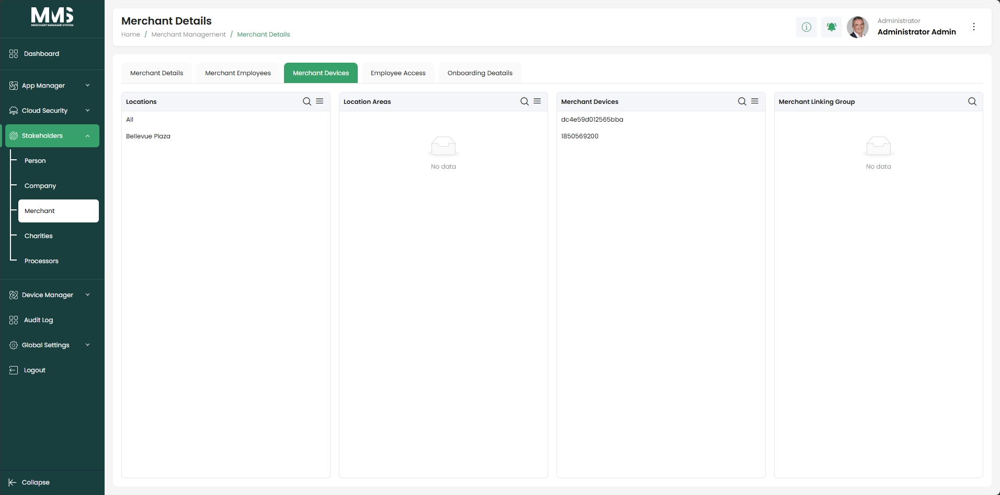 MMS
MERCHANT MANAGER SYSTEM
Dashboard
App Manager
Cloud Security
Stakeholders
Person
Company
Merchant
Charities
Processors
Device Manager
Audit Log
Global Settings
Logout
Collapse
Merchant Details
Home / Merchant Management / Merchant Details
Administrator
Administrator Admin
Merchant Details
Merchant Employees
Merchant Devices
Employee Access
Onboarding Deatails
Locations
All
Bellevue Plaza
Location Areas
No data
Merchant Devices
dc4e59d012565bba
1850569200
Merchant Linking Group
No data